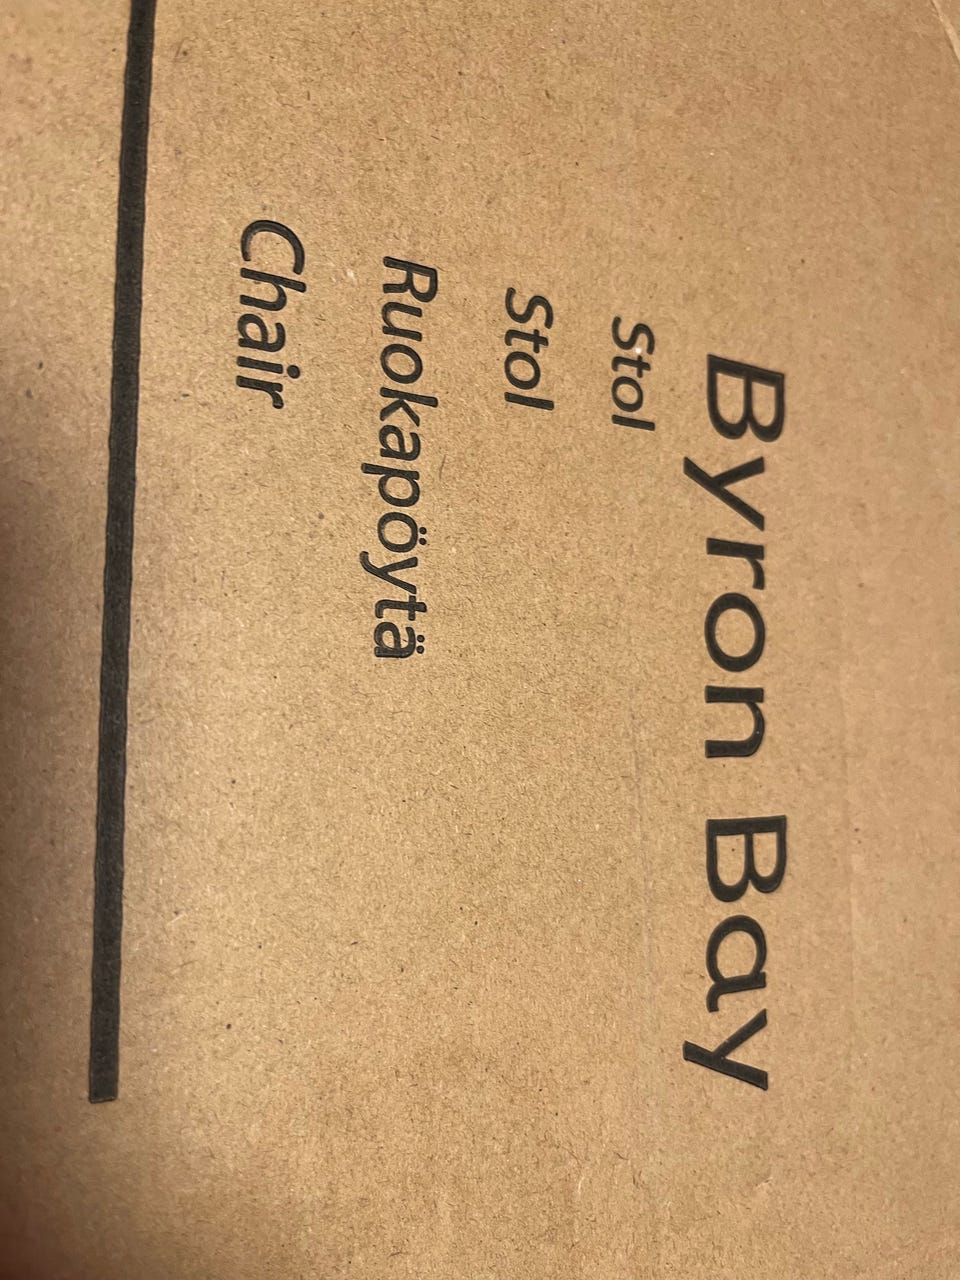 Byron Bay
Stol
Stol
Ruokapöytä
Chair